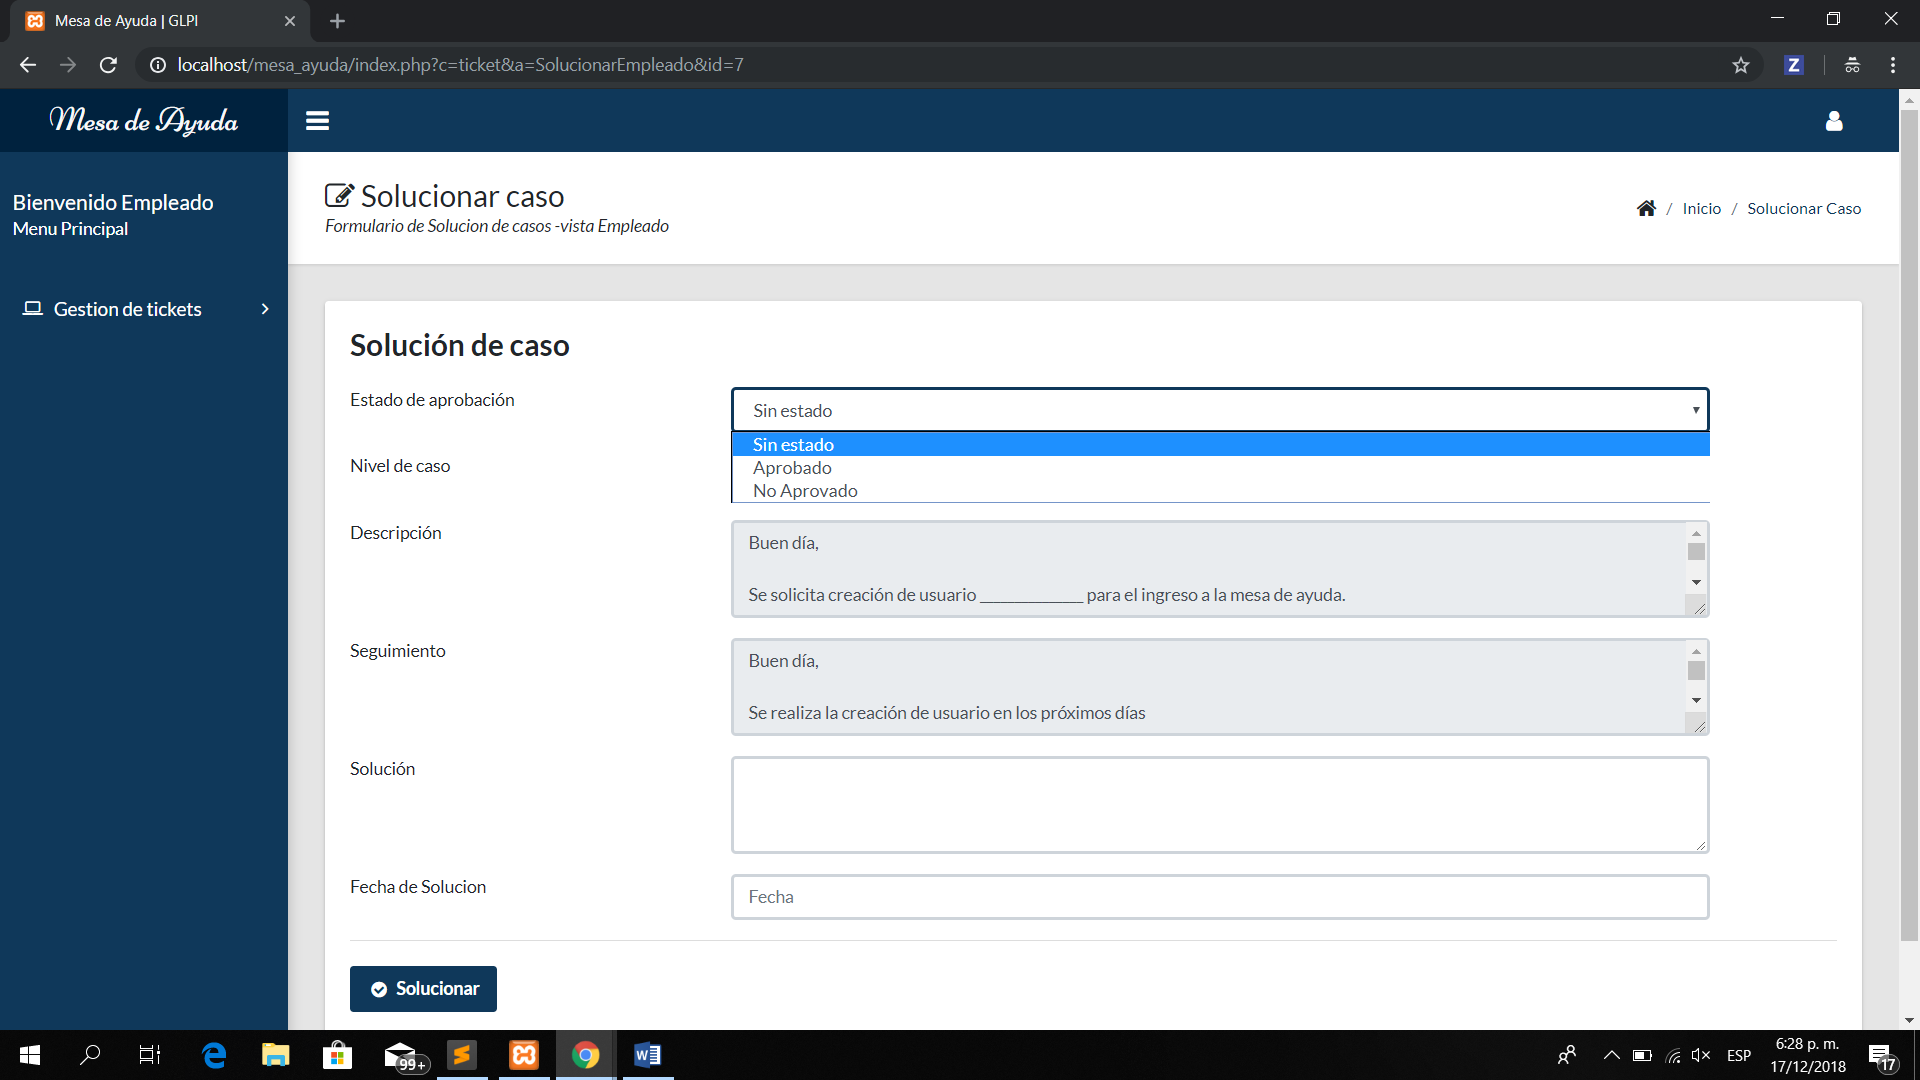 Mesa de Ayuda | GLPI
localhost/mesa_ayuda/index.php?c=ticket&a=SolucionarEmpleado&id=7
Z
Mesa de Ayuda
Bienvenido Empleado
Menu Principal
Gestion de tickets
Solucionar caso
Formulario de Solucion de casos -vista Empleado
/ Inicio / Solucionar Caso
Solución de caso
Estado de aprobación
Sin estado
Sin estado
Aprobado
No Aprovado
Nivel de caso
Descripción
Buen día,
Se solicita creación de usuario ______________ para el ingreso a la mesa de ayuda.
Seguimiento
Buen día,
Se realiza la creación de usuario en los próximos días
Solución
Fecha de Solucion
Fecha
Solucionar
99+
ESP
6:28 p. m.
17/12/2018
17